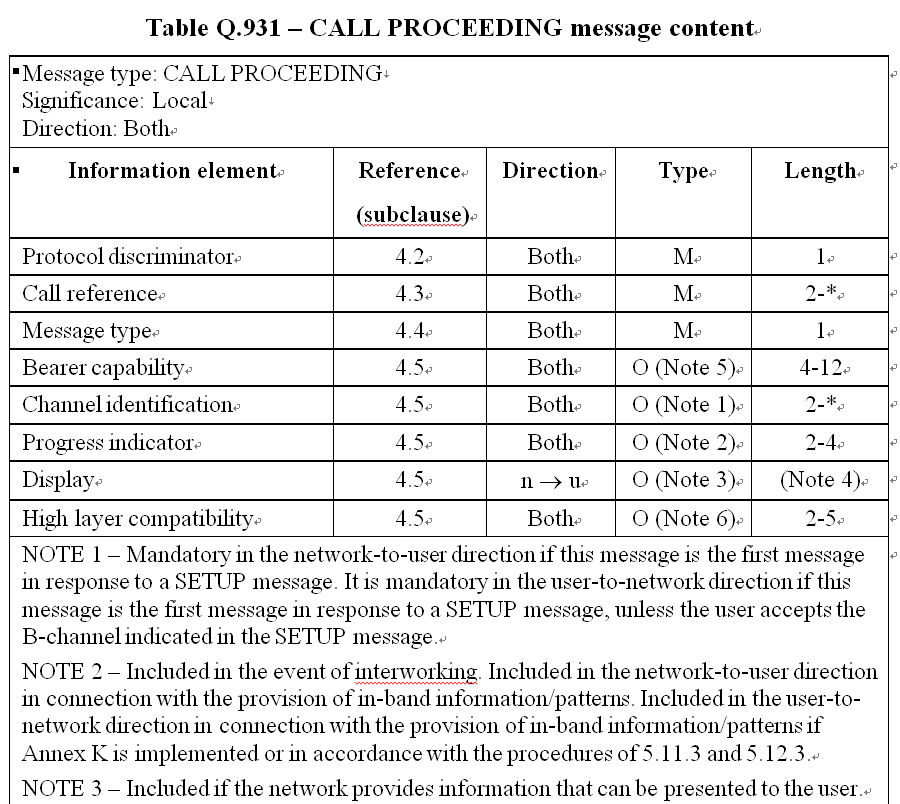 Table Q.931 – CALL PROCEEDING message content
Message type: CALL PROCEEDING
Significance: Local
Direction: Both
Information element Reference (subclause) Direction Type Length
Protocol discriminator 4.2 Both M 1
Call reference 4.3 Both M 2-*
Message type 4.4 Both M 1
Bearer capability 4.5 Both O (Note 5) 4-12
Channel identification 4.5 Both O (Note 1) 2-*
Progress indicator 4.5 Both O (Note 2) 2-4
Display 4.5 n → u O (Note 3) (Note 4)
High layer compatibility 4.5 Both O (Note 6) 2-5
NOTE 1 – Mandatory in the network-to-user direction if this message is the first message
in response to a SETUP message. It is mandatory in the user-to-network direction if this
message is the first message in response to a SETUP message, unless the user accepts the
B-channel indicated in the SETUP message.
NOTE 2 – Included in the event of interworking. Included in the network-to-user direction
in connection with the provision of in-band information/patterns. Included in the user-to-
network direction in connection with the provision of in-band information/patterns if
Annex K is implemented or in accordance with the procedures of 5.11.3 and 5.12.3.
NOTE 3 – Included if the network provides information that can be presented to the user.